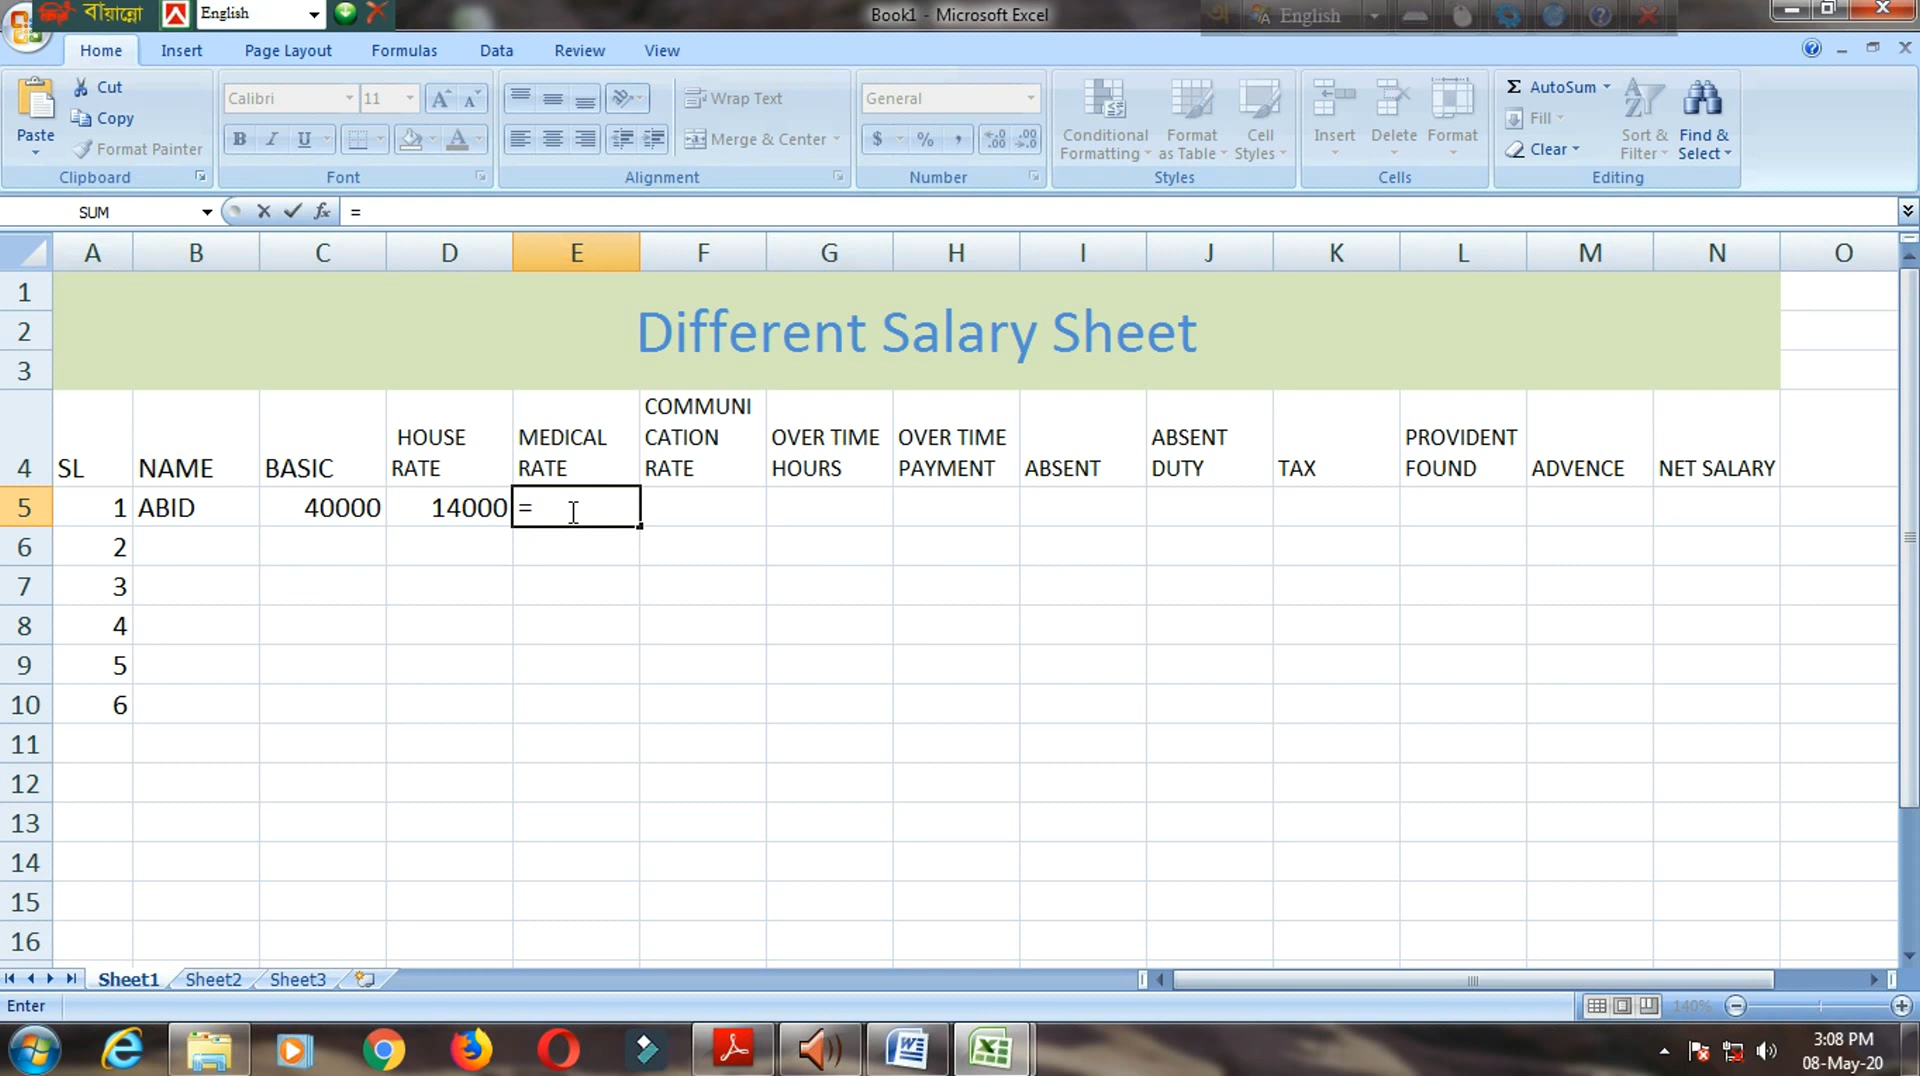 বায়ান্নো English Book1 - Microsoft Excel English
Home Insert Page Layout Formulas Data Review View
Paste Cut Copy Format Painter Clipboard
Calibri 11 B I U Font
Wrap Text Merge & Center Alignment
General $ % , Number
Conditional Formatting Format as Table Cell Styles Styles
Insert Delete Format Cells
Σ AutoSum Fill Clear Sort & Filter Find & Select Editing
SUM fx =
A B C D E F G H I J K L M N O
1
2 Different Salary Sheet
3
4 SL NAME BASIC HOUSE RATE MEDICAL RATE COMMUNI CATION RATE OVER TIME HOURS OVER TIME PAYMENT ABSENT ABSENT DUTY TAX PROVIDENT FOUND ADVENCE NET SALARY
5 1 ABID 40000 14000 =
6 2
7 3
8 4
9 5
10 6
11
12
13
14
15
16
Sheet1 Sheet2 Sheet3
Enter 140%
3:08 PM
08-May-20